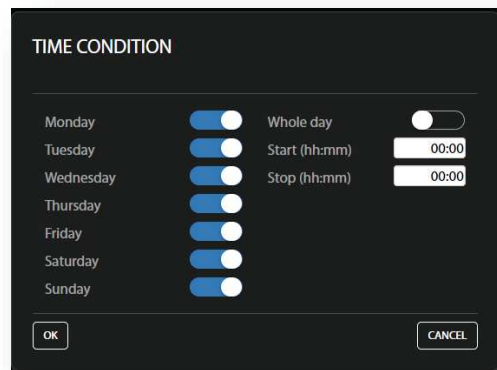 TIME CONDITION
Monday Whole day
Tuesday Start (hh:mm) 00:00
Wednesday Stop (hh:mm) 00:00
Thursday
Friday
Saturday
Sunday
OK CANCEL